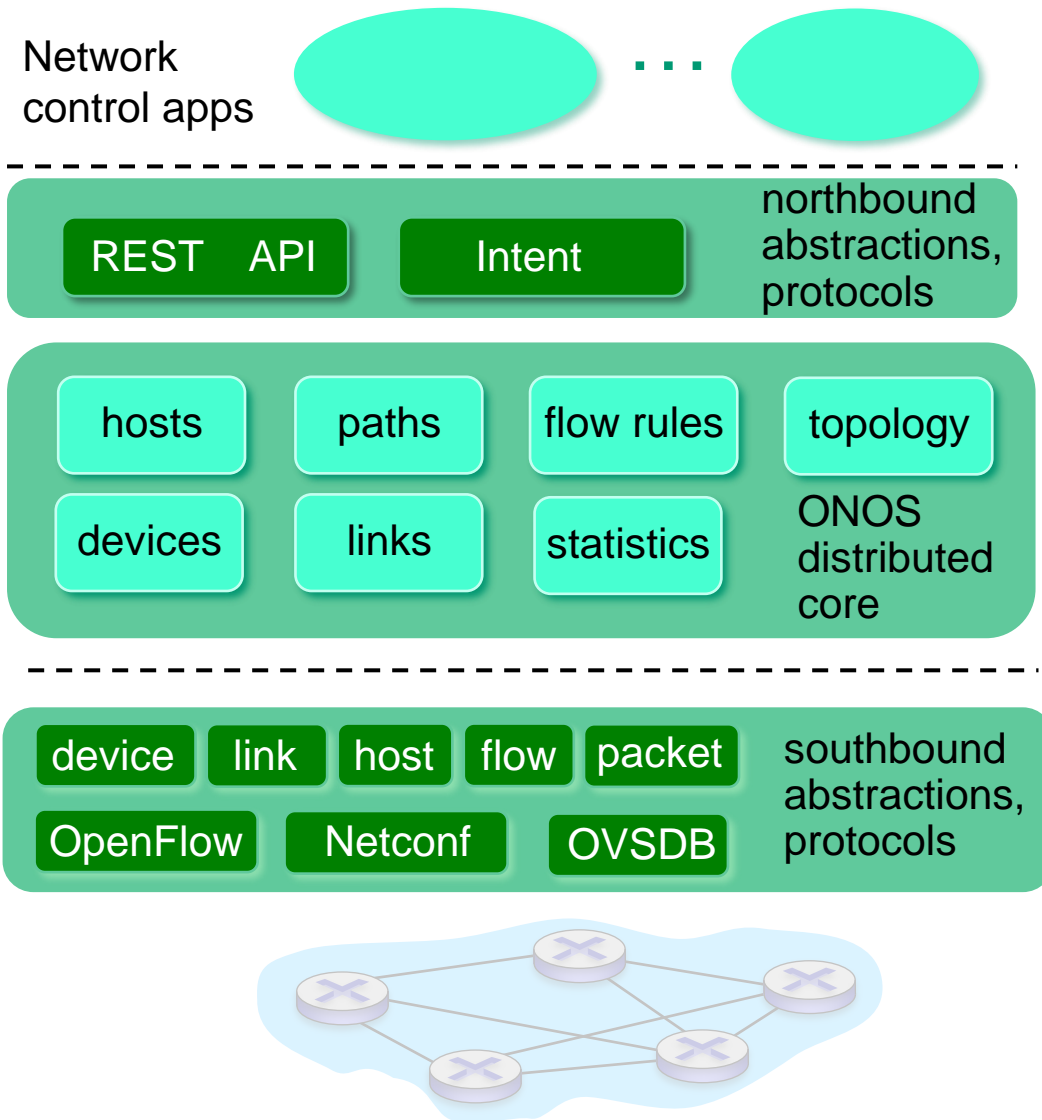 Network
control apps
. . .
northbound
abstractions,
protocols
REST API
Intent
hosts
paths
flow rules
topology
devices
links
statistics
ONOS
distributed
core
device
link
host
flow
packet
southbound
abstractions,
protocols
OpenFlow
Netconf
OVSDB